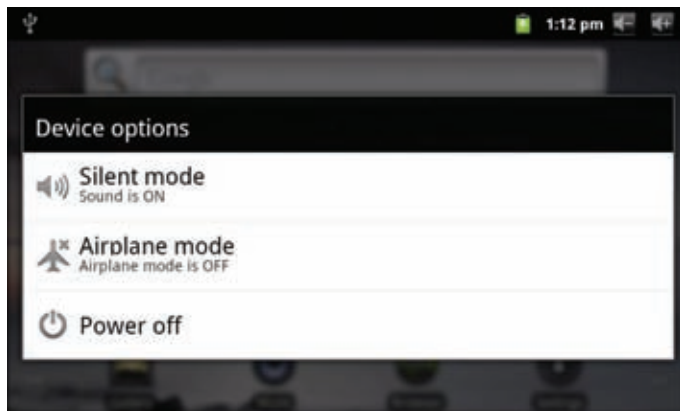 1:12 pm
Device options
Silent mode
Sound is ON
Airplane mode
Airplane mode is OFF
Power off